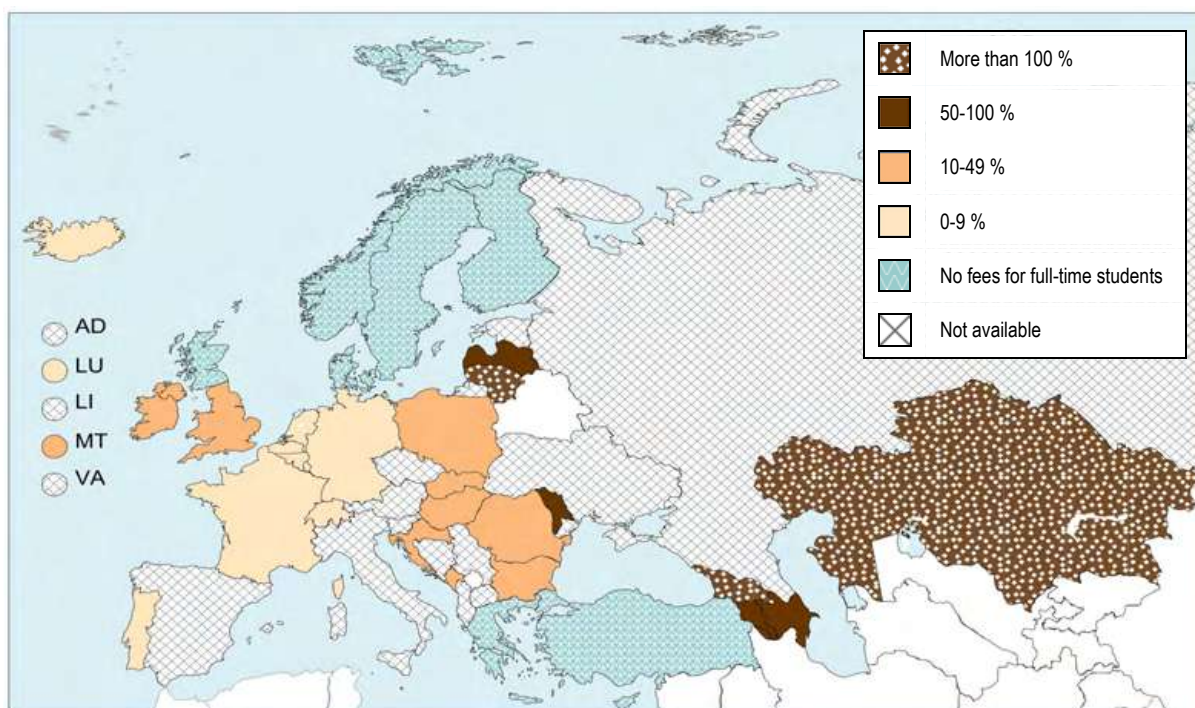 More than 100 %
50-100 %
10-49 %
0-9 %
No fees for full-time students
Not available
AD
LU
LI
MT
VA